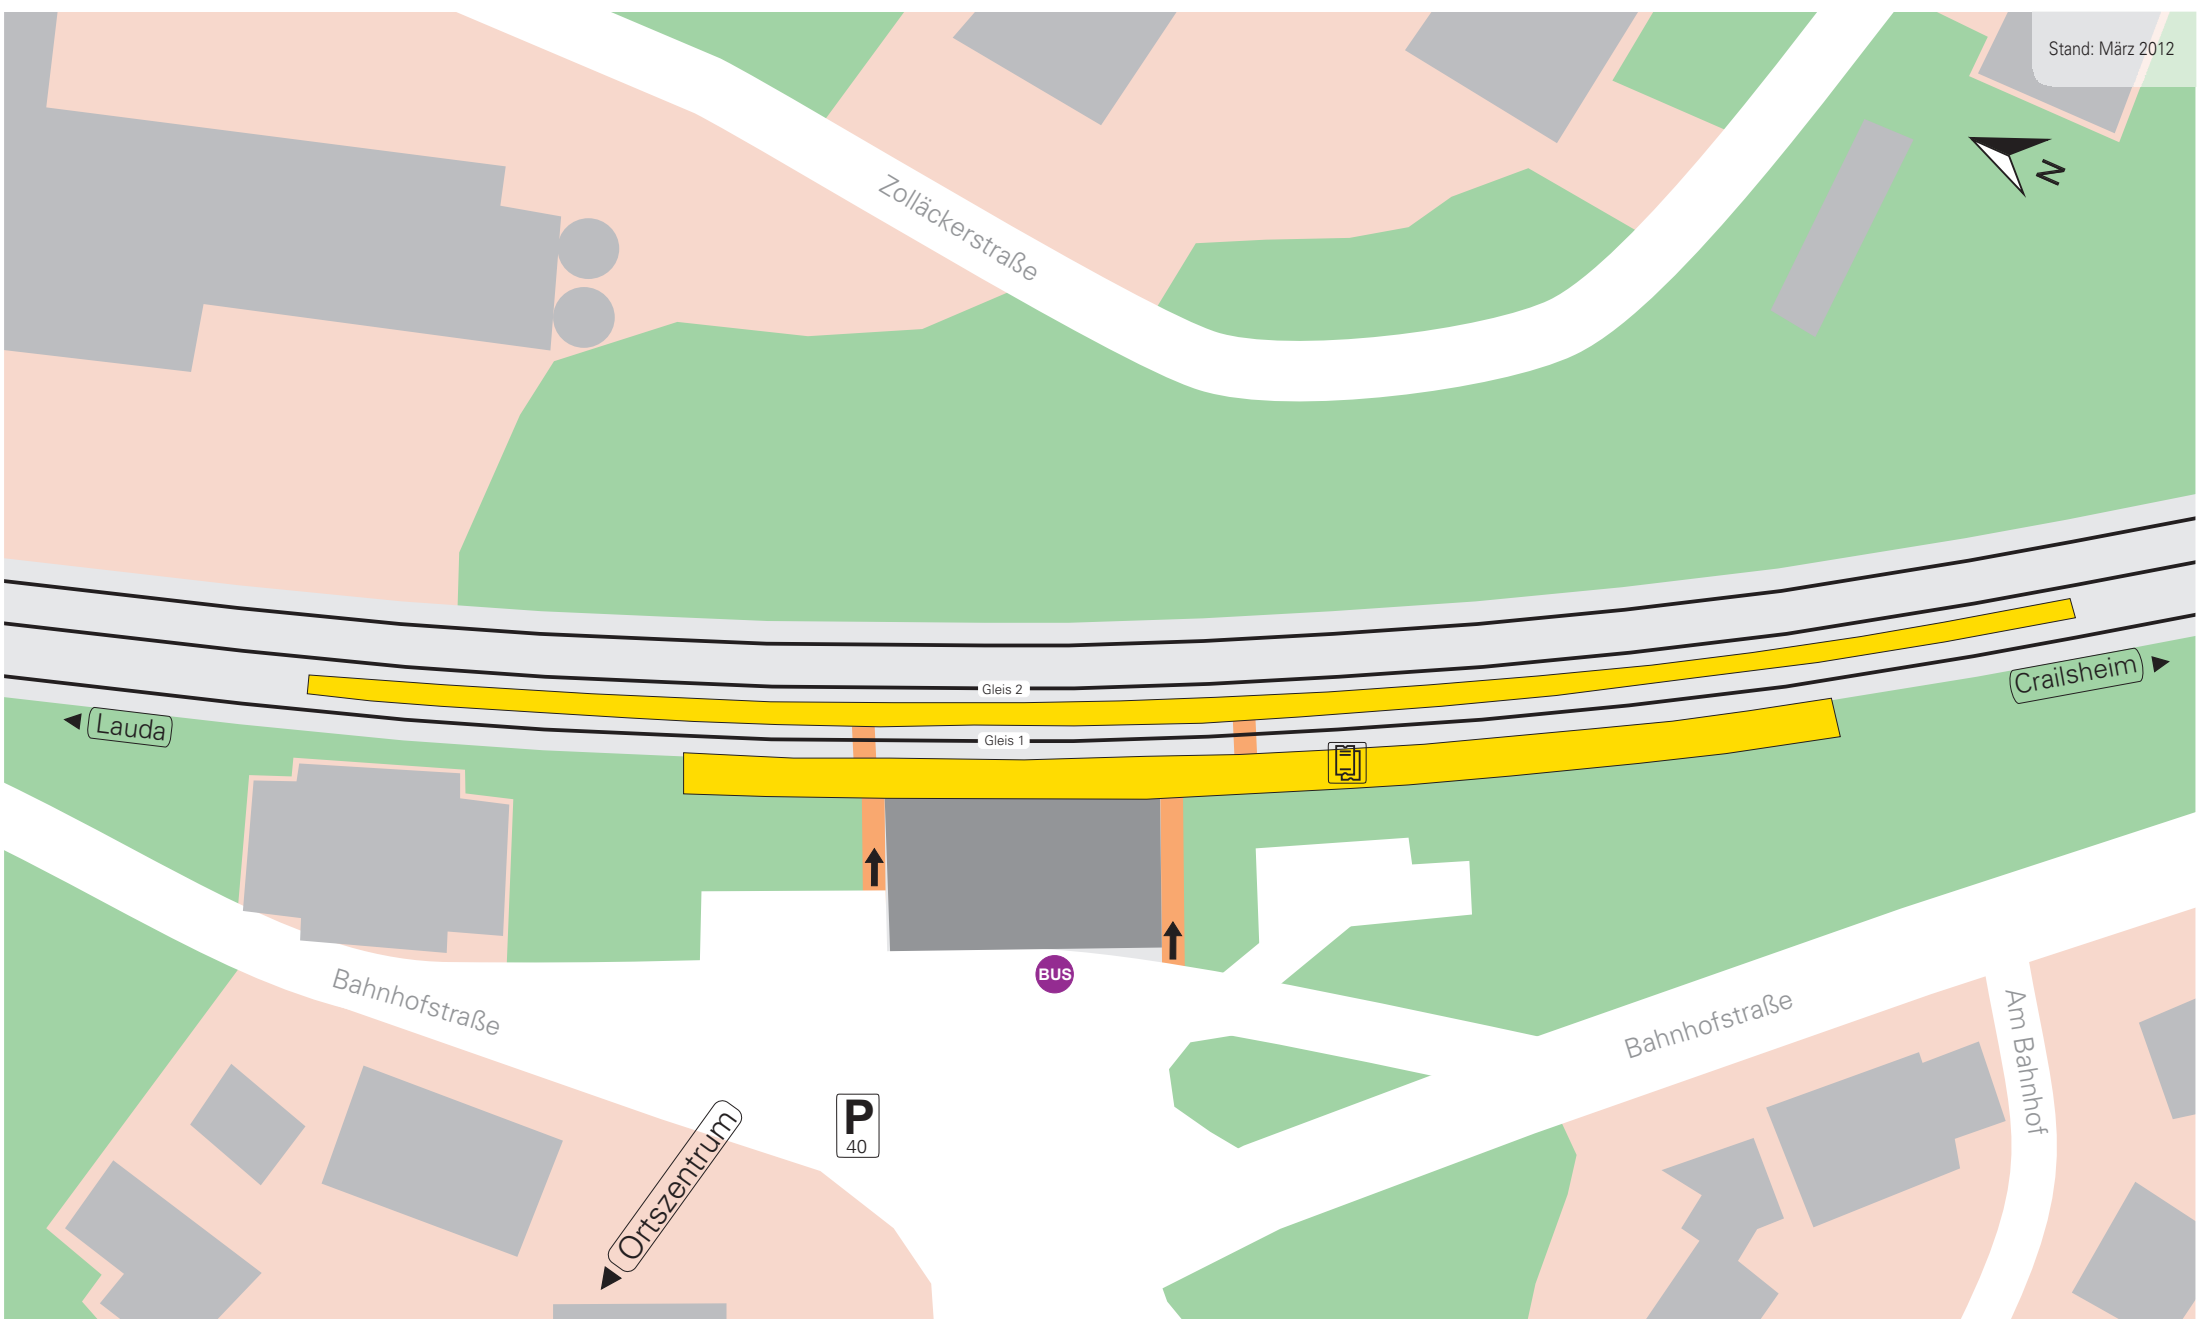 Stand: März 2012
N
Zolläckerstraße
Gleis 2
Crailsheim
Lauda
Gleis 1
BUS
Bahnhofstraße
Bahnhofstraße
Am Bahnhof
P
40
Ortszentrum